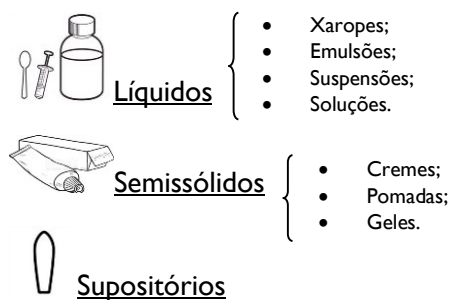 • Xaropes;
• Emulsões;
• Suspensões;
• Soluções.
Líquidos
• Cremes;
• Pomadas;
• Geles.
Semissólidos
Supositórios